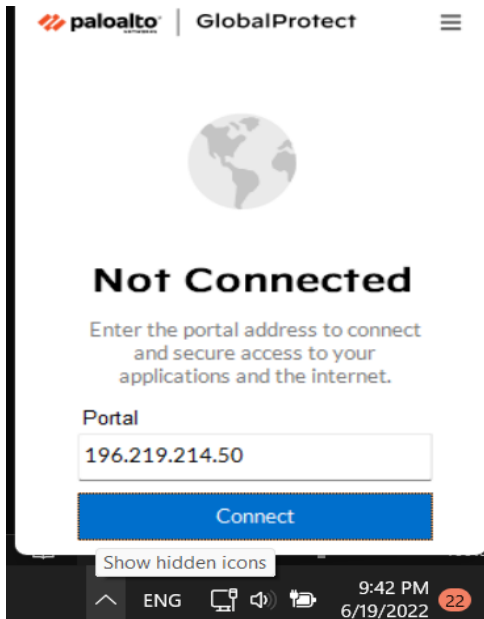 paloalto | GlobalProtect
NETWORKS
Not Connected
Enter the portal address to connect
and secure access to your
applications and the internet.
Portal
196.219.214.50
Connect
Show hidden icons
ENG
9:42 PM
6/19/2022
22